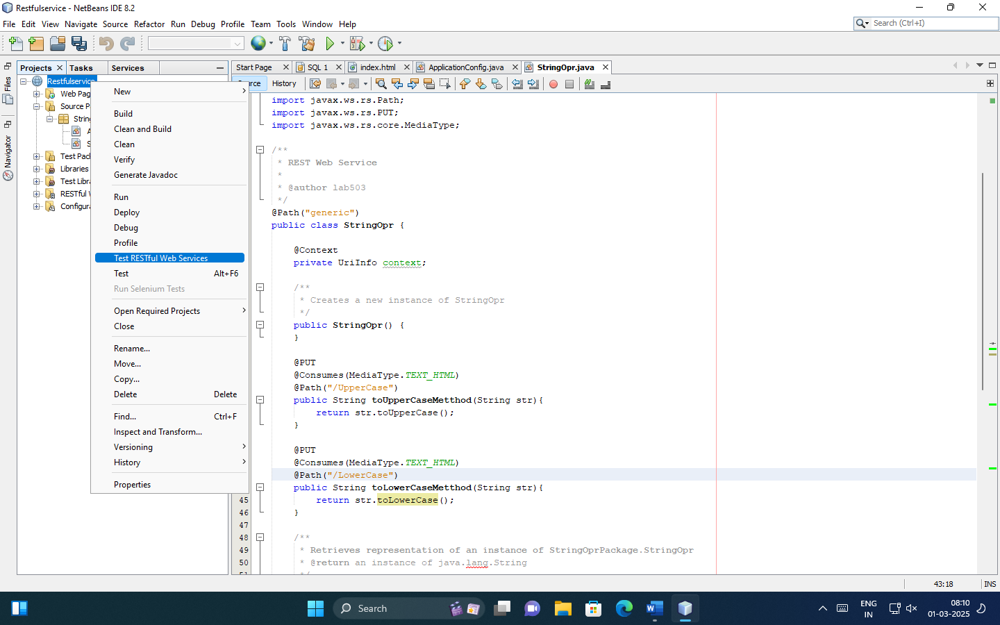 Restfulservice - NetBeans IDE 8.2
File Edit View Navigate Source Refactor Run Debug Profile Team Tools Window Help
Search (Ctrl+I)
Projects Tasks Services
Start Page SQL 1 index.html ApplicationConfig.java StringOpr.java
Files
Navigator
Restfulservice
Web Pag
Source P
Strin
A
S
Test Pack
Libraries
Test Libra
RESTful W
Configura
New
Build
Clean and Build
Clean
Verify
Generate Javadoc
Run
Deploy
Debug
Profile
Test RESTful Web Services
Test Alt+F6
Run Selenium Tests
Open Required Projects
Close
Rename...
Move...
Copy...
Delete Delete
Find... Ctrl+F
Inspect and Transform...
Versioning
History
Properties
rce History
import javax.ws.rs.Path;
import javax.ws.rs.PUT;
import javax.ws.rs.core.MediaType;
/**
* REST Web Service
*
* @author lab503
*/
@Path("generic")
public class StringOpr {
@Context
private UriInfo context;
/**
* Creates a new instance of StringOpr
*/
public StringOpr() {
}
@PUT
@Consumes(MediaType.TEXT_HTML)
@Path("/UpperCase")
public String toUpperCaseMetthod(String str){
return str.toUpperCase();
}
@PUT
@Consumes(MediaType.TEXT_HTML)
@Path("/LowerCase")
public String toLowerCaseMetthod(String str){
45 return str.toLowerCase();
46 }
47
48 /**
49 * Retrieves representation of an instance of StringOprPackage.StringOpr
50 * @return an instance of java.lang.String
51 */
43:18 INS
Search
ENG
IN
08:10
01-03-2025